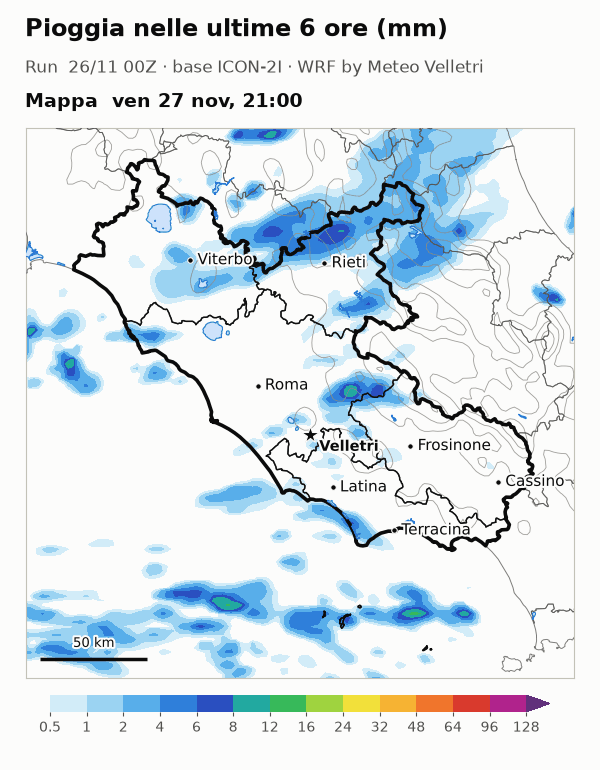 Pioggia nelle ultime 6 ore (mm)
Run 26/11 00Z · base ICON-2I · WRF by Meteo Velletri
Mappa ven 27 nov, 21:00
Viterbo
Rieti
Roma
Velletri
Frosinone
Latina
Cassino
Terracina
50 km
0.5 1 2 4 6 8 12 16 24 32 48 64 96 128